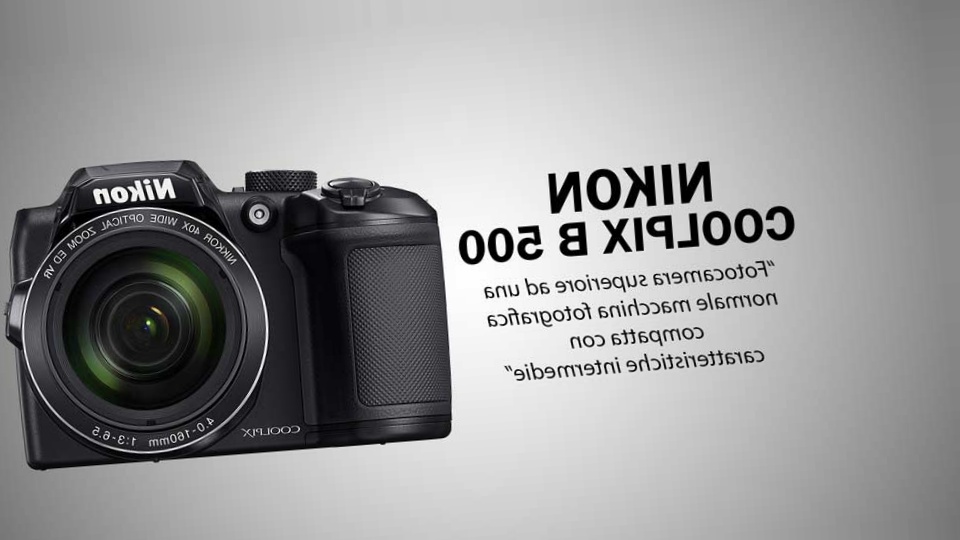 NIKON
COOLPIX B 500
"Fotocamera superiore ad una
normale macchina fotografica
compatta con
caratteristiche intermedie"
Nikon
NIKKOR 40X WIDE OPTICAL ZOOM ED VR
4.0-160mm 1:3-6.5
COOLPIX